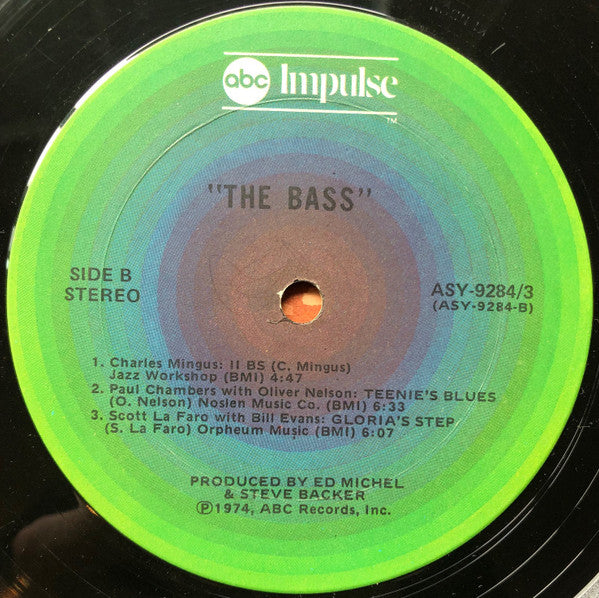 abc Impulse
TM
"THE BASS"
SIDE B
STEREO
ASY-9284/3
(ASY-9284-B)
1. Charles Mingus: II BS (C. Mingus)
Jazz Workshop (BMI) 4:47
2. Paul Chambers with Oliver Nelson: TEENIE'S BLUES
(O. Nelson) Noslen Music Co. (BMI) 6:33
3. Scott La Faro with Bill Evans: GLORIA'S STEP
(S. La Faro) Orpheum Music (BMI) 6:07
PRODUCED BY ED MICHEL
& STEVE BACKER
Ⓟ1974, ABC Records, Inc.